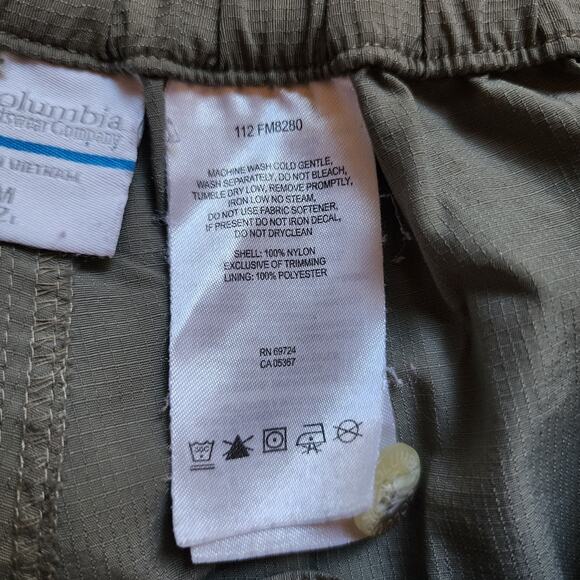 Columbia
Sportswear Company
VIETNAM
M
112 FM8280
MACHINE WASH COLD GENTLE,
WASH SEPARATELY, DO NOT BLEACH,
TUMBLE DRY LOW, REMOVE PROMPTLY,
IRON LOW NO STEAM,
DO NOT USE FABRIC SOFTENER,
IF PRESENT DO NOT IRON DECAL,
DO NOT DRYCLEAN
SHELL: 100% NYLON
EXCLUSIVE OF TRIMMING
LINING: 100% POLYESTER
RN 69724
CA 05367
30C